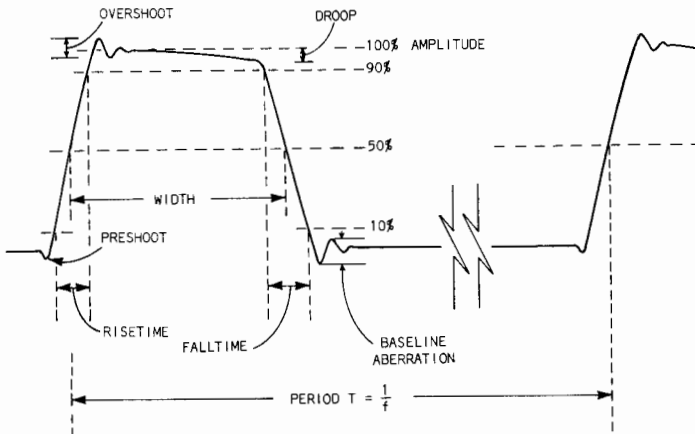 OVERSHOOT
DROOP
100% AMPLITUDE
90%
50%
WIDTH
10%
PRESHOOT
RISETIME
FALLTIME
BASELINE
ABERRATION
PERIOD T = 1/f